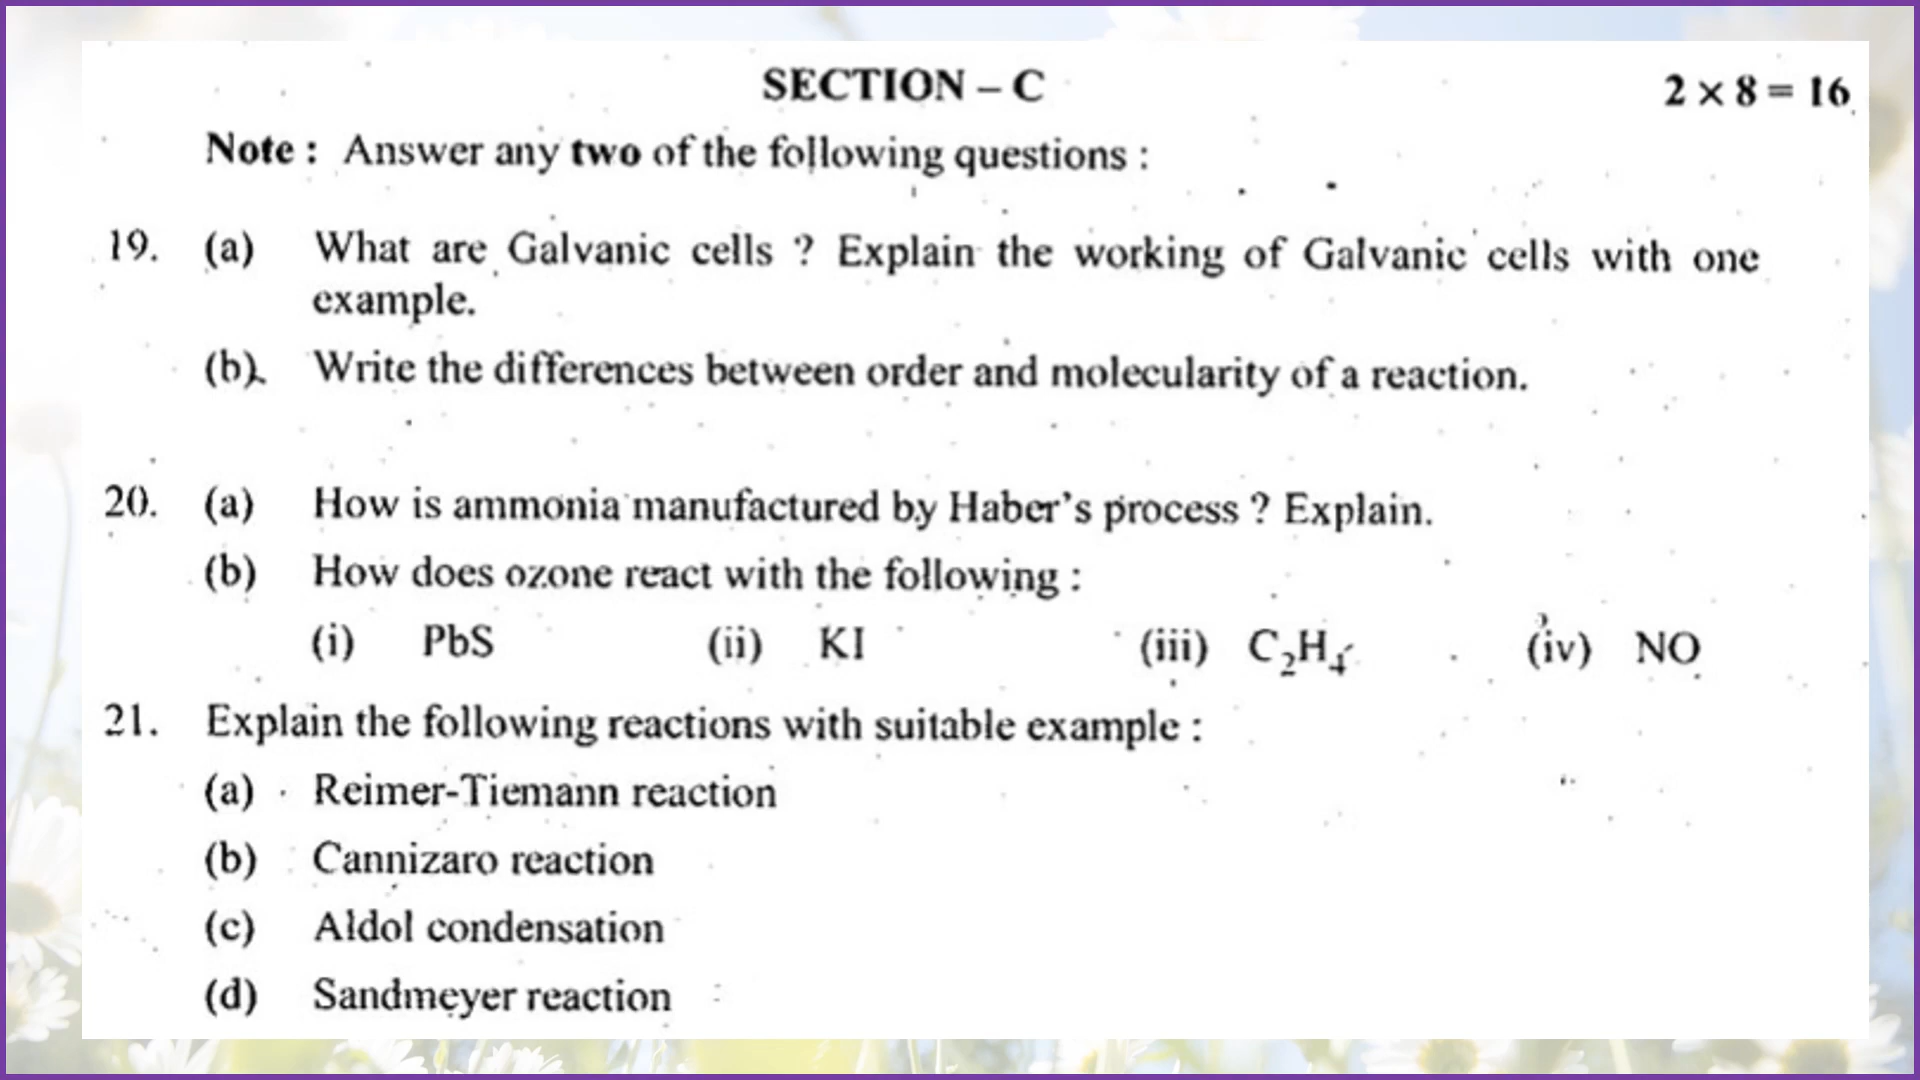 SECTION – C
2 × 8 = 16
Note : Answer any two of the following questions :
19. (a) What are Galvanic cells ? Explain the working of Galvanic cells with one
example.
(b) Write the differences between order and molecularity of a reaction.
20. (a) How is ammonia manufactured by Haber's process ? Explain.
(b) How does ozone react with the following :
(i) PbS (ii) KI (iii) C₂H₄ (iv) NO
21. Explain the following reactions with suitable example :
(a) Reimer-Tiemann reaction
(b) Cannizaro reaction
(c) Aldol condensation
(d) Sandmeyer reaction